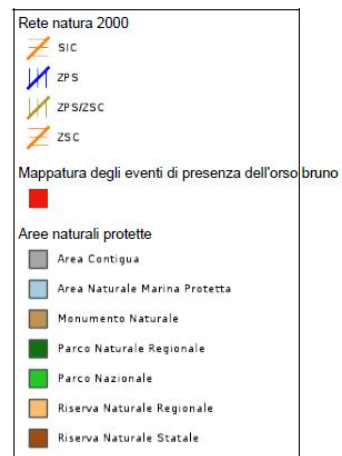 Rete natura 2000
SIC
ZPS
ZPS/ZSC
ZSC
Mappatura degli eventi di presenza dell'orso bruno
Aree naturali protette
Area Contigua
Area Naturale Marina Protetta
Monumento Naturale
Parco Naturale Regionale
Parco Nazionale
Riserva Naturale Regionale
Riserva Naturale Statale